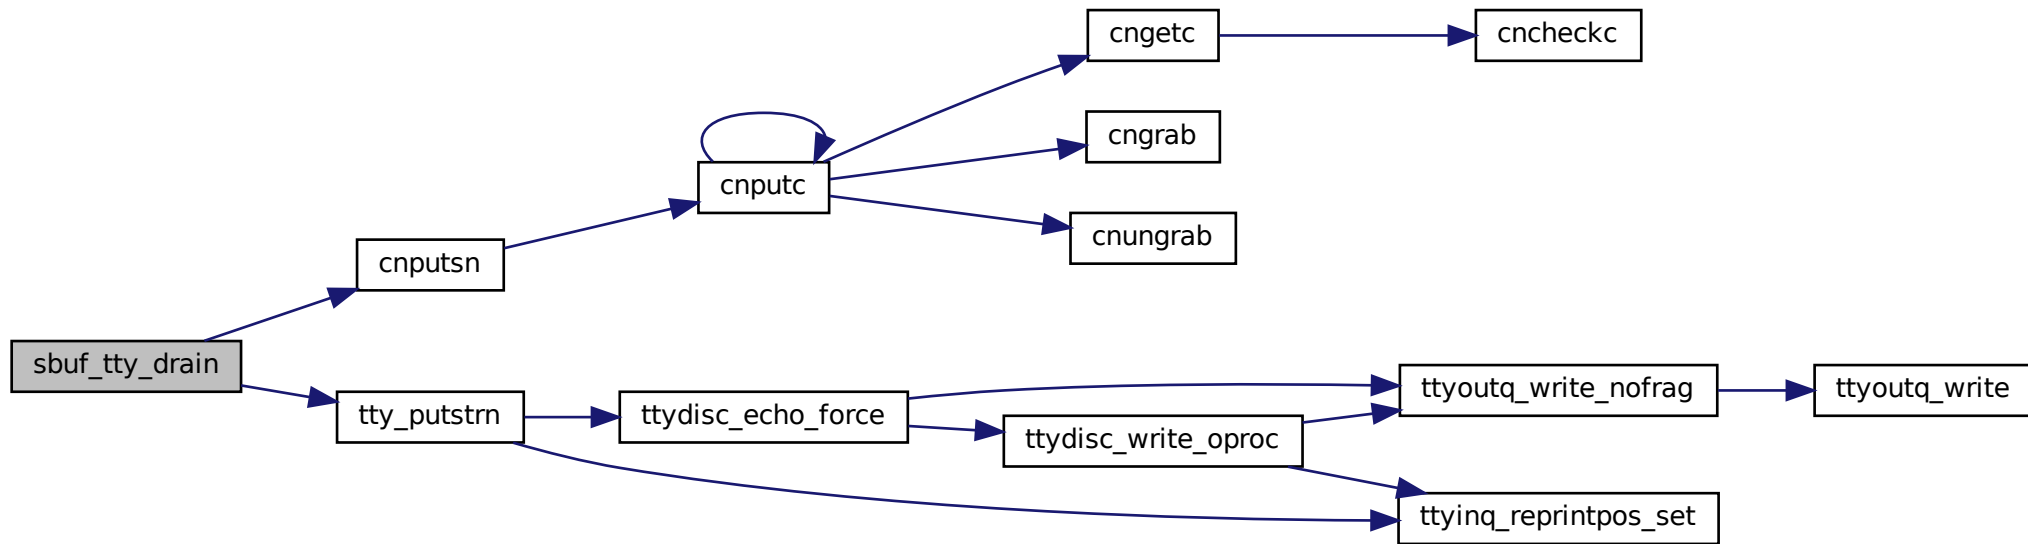 cngetc
cncheckc
cngrab
cnputc
cnungrab
cnputsn
sbuf_tty_drain
tty_putstrn
ttydisc_echo_force
ttydisc_write_oproc
ttyoutq_write_nofrag
ttyoutq_write
ttyinq_reprintpos_set